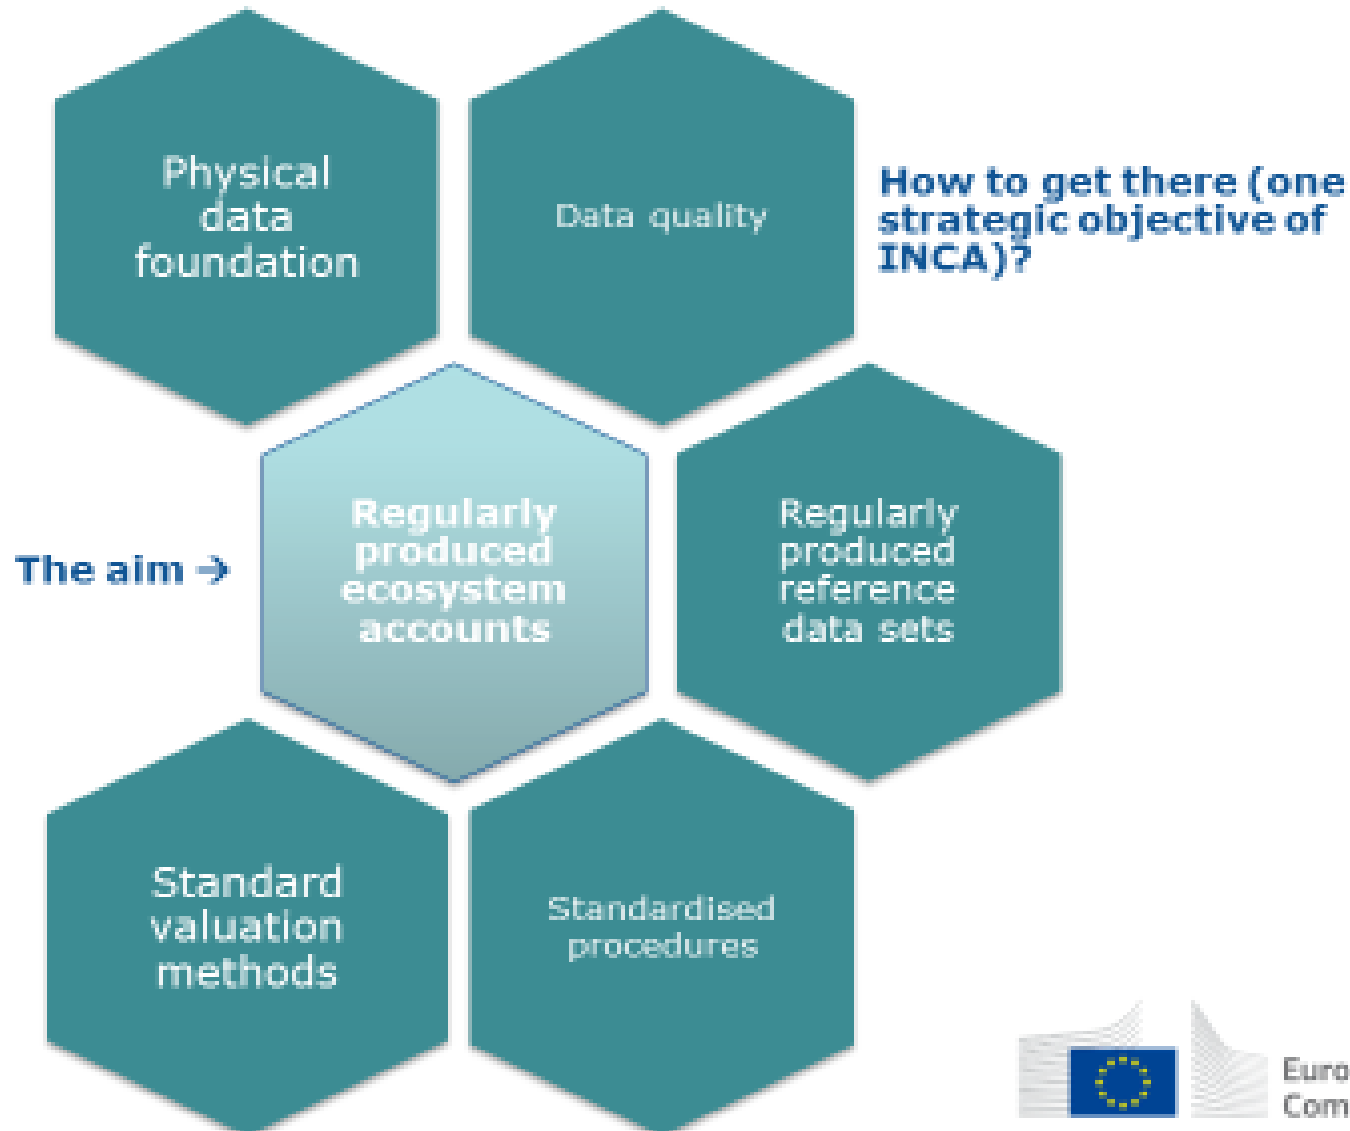 Physical
data
foundation
Data quality
How to get there (one
strategic objective of
INCA)?
The aim →
Regularly
produced
ecosystem
accounts
Regularly
produced
reference
data sets
Standard
valuation
methods
Standardised
procedures
Euro
Com